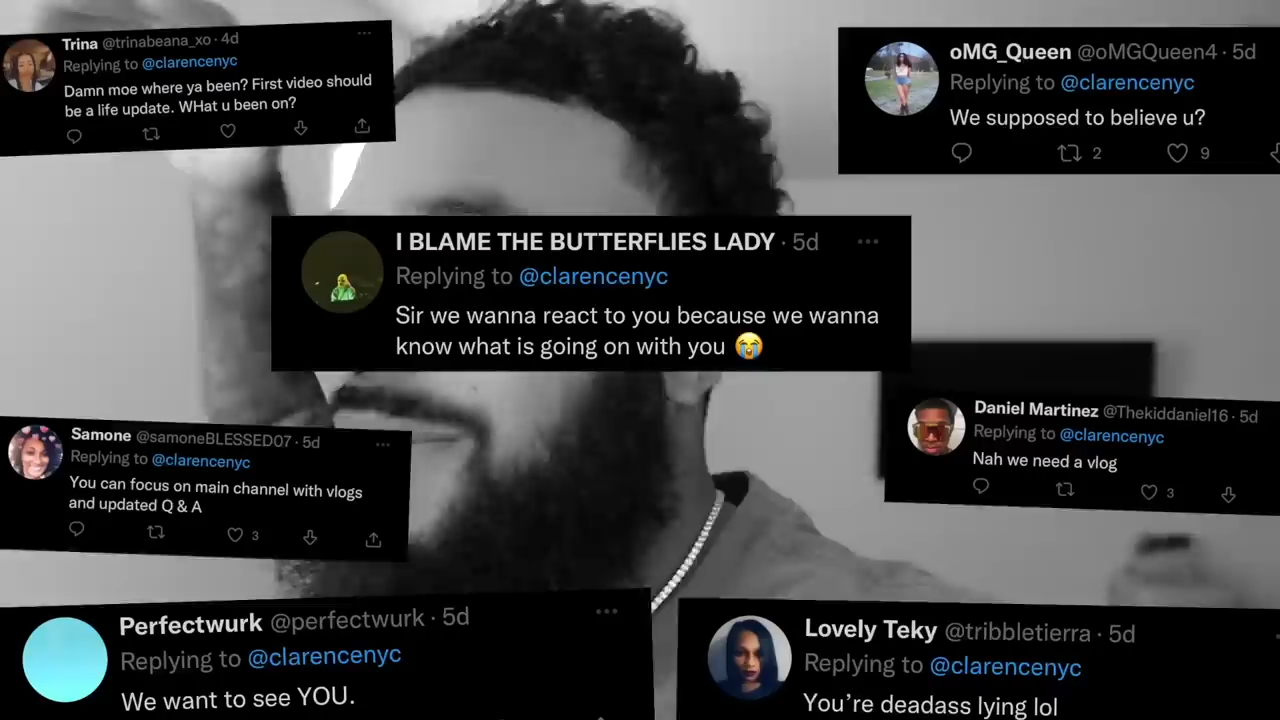 Trina @trinabeana_xo · 4d
Replying to @clarencenyc
Damn moe where ya been? First video should
be a life update. WHat u been on?
oMG_Queen @oMGQueen4 · 5d
Replying to @clarencenyc
We supposed to believe u?
2 9
I BLAME THE BUTTERFLIES LADY · 5d
Replying to @clarencenyc
Sir we wanna react to you because we wanna
know what is going on with you 😭
Samone @samoneBLESSED07 · 5d
Replying to @clarencenyc
You can focus on main channel with vlogs
and updated Q & A
3
Daniel Martinez @Thekiddaniel16 · 5d
Replying to @clarencenyc
Nah we need a vlog
3
Perfectwurk @perfectwurk · 5d
Replying to @clarencenyc
We want to see YOU.
Lovely Teky @tribbletierra · 5d
Replying to @clarencenyc
You’re deadass lying lol